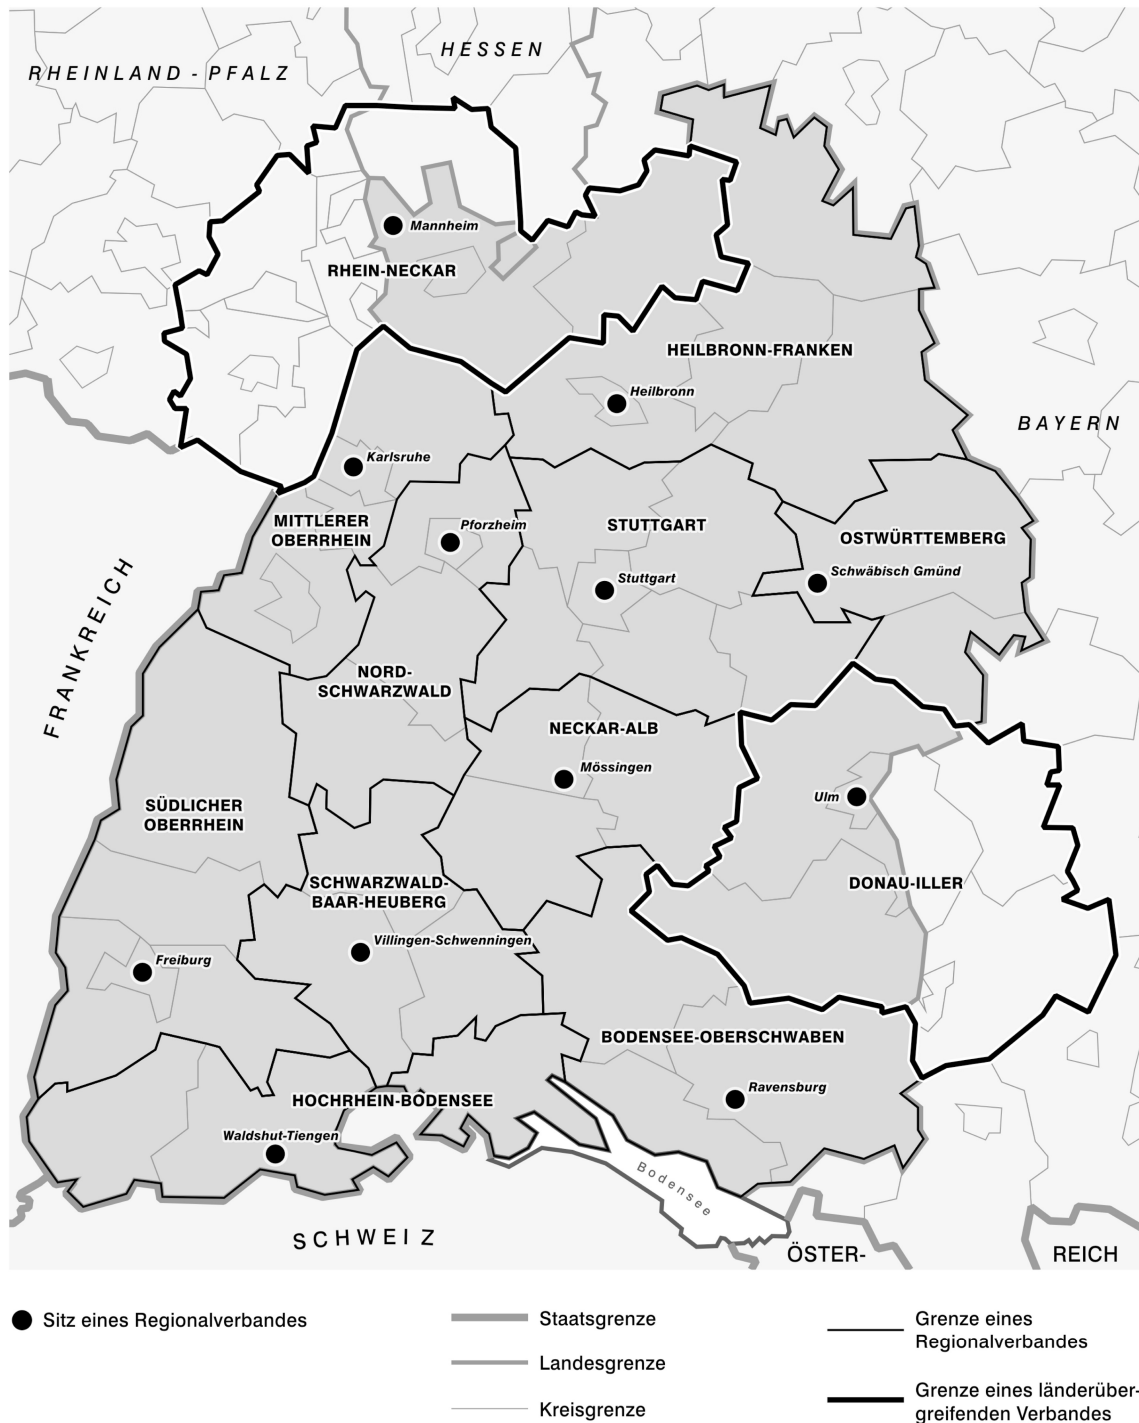 HESSEN
RHEINLAND - PFALZ
Mannheim
RHEIN-NECKAR
HEILBRONN-FRANKEN
Heilbronn
BAYERN
Karlsruhe
MITTLERER
OBERRHEIN
Pforzheim
STUTTGART
OSTWÜRTTEMBERG
Stuttgart
Schwäbisch Gmünd
FRANKREICH
NORD-
SCHWARZWALD
NECKAR-ALB
Mössingen
Ulm
SÜDLICHER
OBERRHEIN
SCHWARZWALD-
BAAR-HEUBERG
DONAU-ILLER
Villingen-Schwenningen
Freiburg
BODENSEE-OBERSCHWABEN
Ravensburg
HOCHRHEIN-BODENSEE
Waldshut-Tiengen
Bodensee
SCHWEIZ
ÖSTER-
REICH
Sitz eines Regionalverbandes
Staatsgrenze
Landesgrenze
Kreisgrenze
Grenze eines
Regionalverbandes
Grenze eines länderüber-
greifenden Verbandes